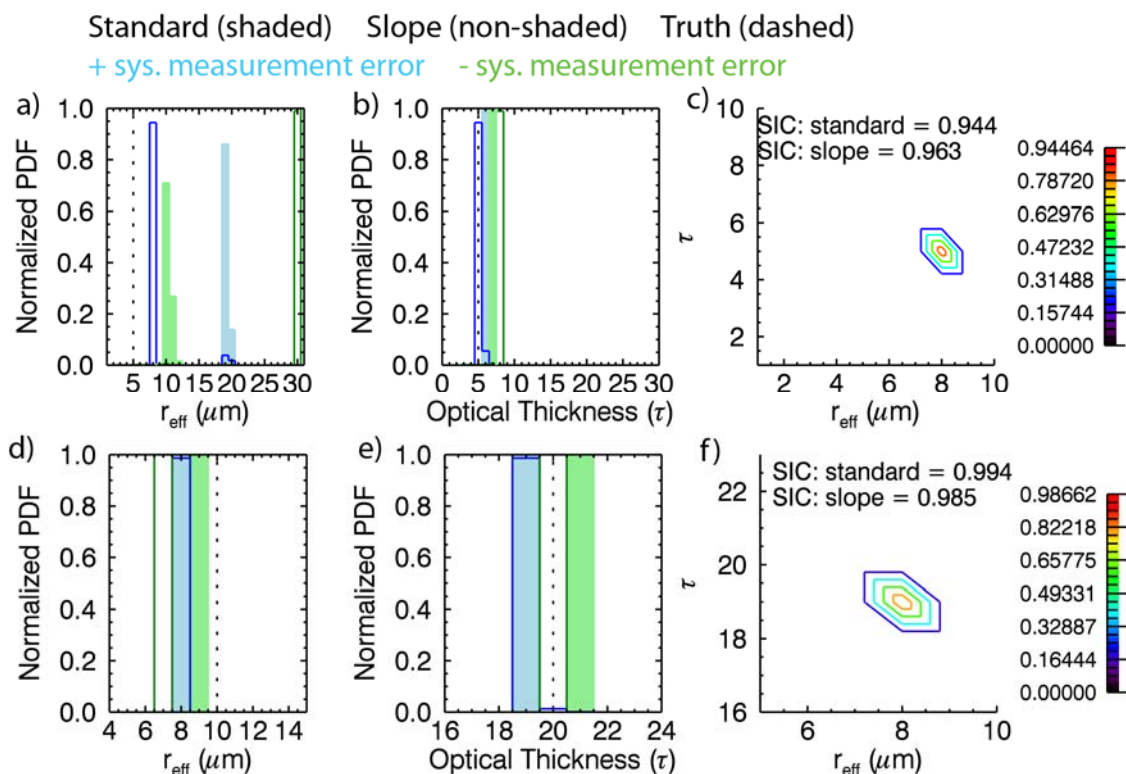 Standard (shaded) Slope (non-shaded) Truth (dashed)
+ sys. measurement error - sys. measurement error
a)
1.0
0.8
0.6
0.4
0.2
0.0
Normalized PDF
5 10 15 20 25 30
r_eff (μm)
b)
1.0
0.8
0.6
0.4
0.2
0.0
Normalized PDF
0 5 10 15 20 25 30
Optical Thickness (τ)
c)
10
8
6
4
2
τ
SIC: standard = 0.944
SIC: slope = 0.963
2 4 6 8 10
r_eff (μm)
0.94464
0.78720
0.62976
0.47232
0.31488
0.15744
0.00000
d)
1.0
0.8
0.6
0.4
0.2
0.0
Normalized PDF
4 6 8 10 12 14
r_eff (μm)
e)
1.0
0.8
0.6
0.4
0.2
0.0
Normalized PDF
16 18 20 22 24
Optical Thickness (τ)
f)
22
20
18
16
τ
SIC: standard = 0.994
SIC: slope = 0.985
6 8 10
r_eff (μm)
0.98662
0.82218
0.65775
0.49331
0.32887
0.16444
0.00000